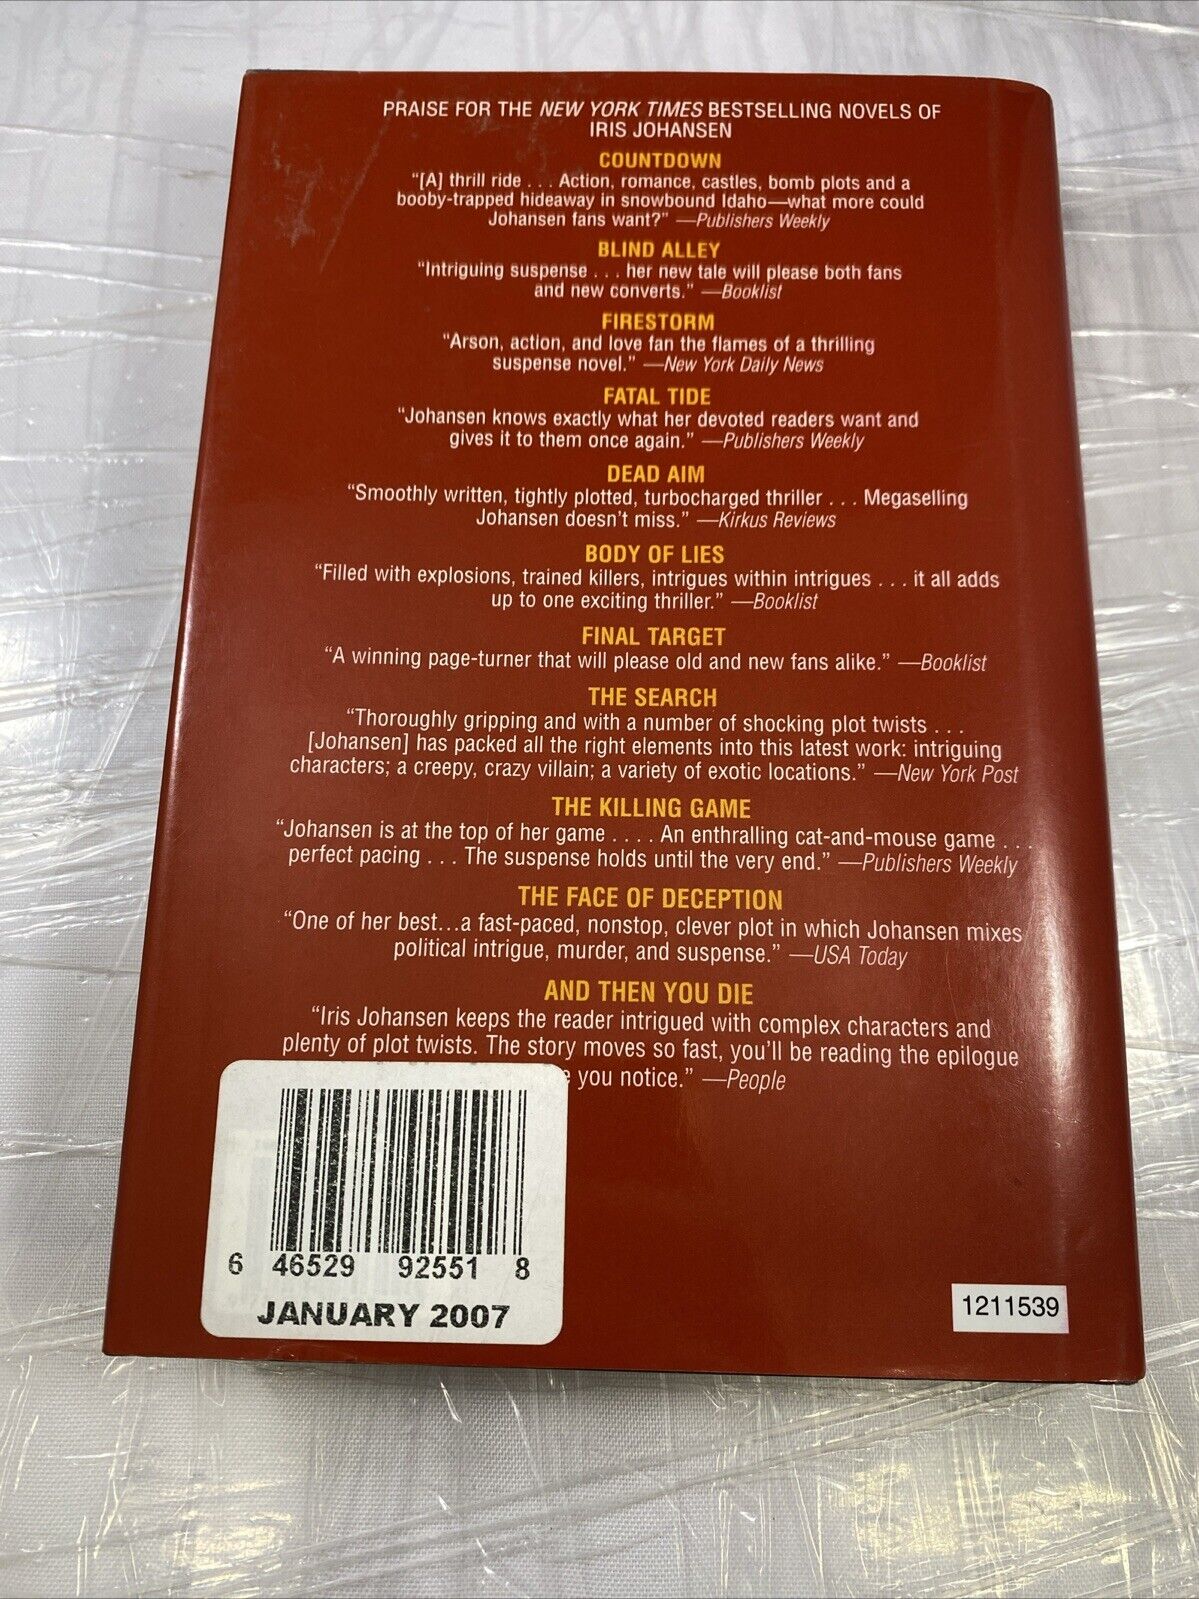 PRAISE FOR THE NEW YORK TIMES BESTSELLING NOVELS OF
IRIS JOHANSEN
COUNTDOWN
“[A] thrill ride . . . Action, romance, castles, bomb plots and a
booby-trapped hideaway in snowbound Idaho—what more could
Johansen fans want?” —Publishers Weekly
BLIND ALLEY
“Intriguing suspense . . . her new tale will please both fans
and new converts.” —Booklist
FIRESTORM
“Arson, action, and love fan the flames of a thrilling
suspense novel.” —New York Daily News
FATAL TIDE
“Johansen knows exactly what her devoted readers want and
gives it to them once again.” —Publishers Weekly
DEAD AIM
“Smoothly written, tightly plotted, turbocharged thriller . . . Megaselling
Johansen doesn’t miss.” —Kirkus Reviews
BODY OF LIES
“Filled with explosions, trained killers, intrigues within intrigues . . . it all adds
up to one exciting thriller.” —Booklist
FINAL TARGET
“A winning page-turner that will please old and new fans alike.” —Booklist
THE SEARCH
“Thoroughly gripping and with a number of shocking plot twists . . .
[Johansen] has packed all the right elements into this latest work: intriguing
characters; a creepy, crazy villain; a variety of exotic locations.” —New York Post
THE KILLING GAME
“Johansen is at the top of her game . . . . An enthralling cat-and-mouse game . . .
perfect pacing . . . The suspense holds until the very end.” —Publishers Weekly
THE FACE OF DECEPTION
“One of her best...a fast-paced, nonstop, clever plot in which Johansen mixes
political intrigue, murder, and suspense.” —USA Today
AND THEN YOU DIE
“Iris Johansen keeps the reader intrigued with complex characters and
plenty of plot twists. The story moves so fast, you’ll be reading the epilogue
you notice.” —People
6 46529 92551 8
JANUARY 2007
1211539